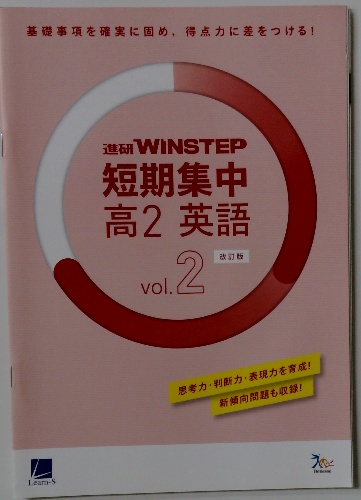 基礎事項を確実に固め、得点力に差をつける!
進研WINSTEP
短期集中
高2 英語
改訂版
vol.2
思考力・判断力・表現力を育成!
新傾向問題も収録!
Learn-S